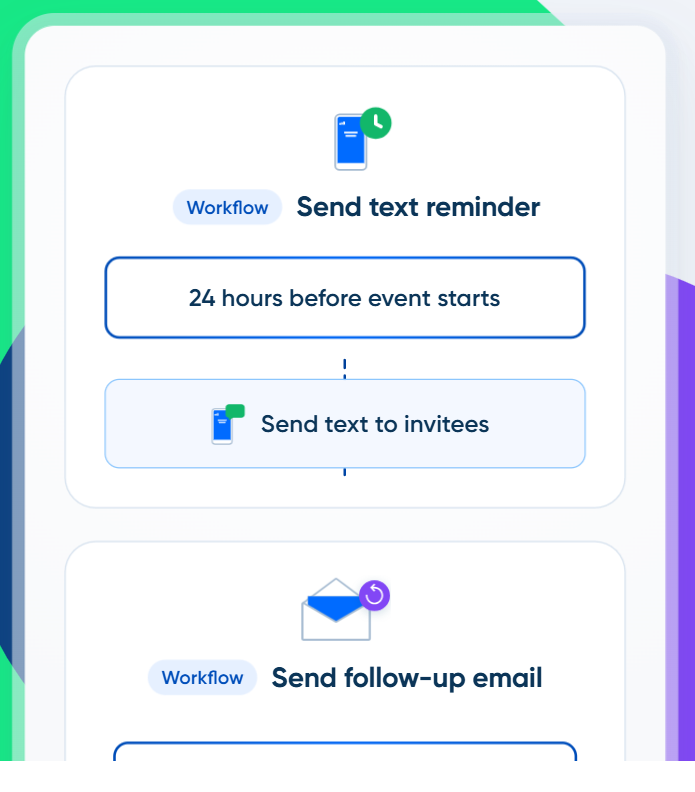 Workflow Send text reminder
24 hours before event starts
Send text to invitees
Workflow Send follow-up email